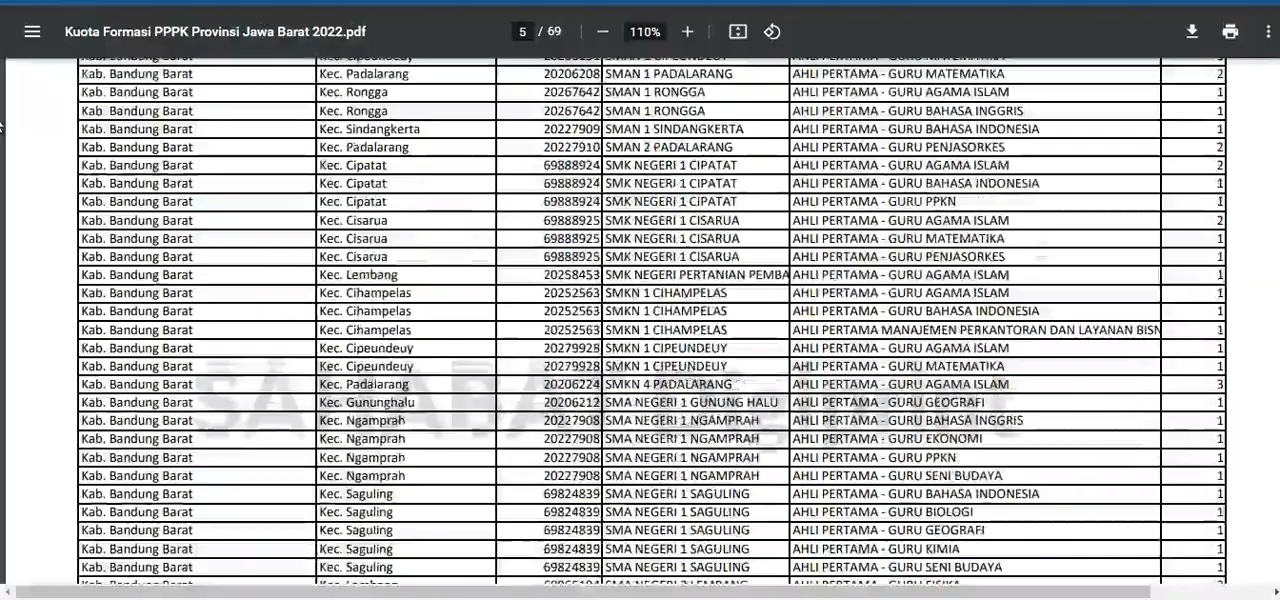 Kuota Formasi PPPK Provinsi Jawa Barat 2022.pdf 5 / 69 110%
Kab. Bandung Barat Kec. Padalarang 20206208 SMAN 1 PADALARANG AHLI PERTAMA - GURU MATEMATIKA 2
Kab. Bandung Barat Kec. Rongga 20267642 SMAN 1 RONGGA AHLI PERTAMA - GURU AGAMA ISLAM 1
Kab. Bandung Barat Kec. Rongga 20267642 SMAN 1 RONGGA AHLI PERTAMA - GURU BAHASA INGGRIS 1
Kab. Bandung Barat Kec. Sindangkerta 20227909 SMAN 1 SINDANGKERTA AHLI PERTAMA - GURU BAHASA INDONESIA 1
Kab. Bandung Barat Kec. Padalarang 20227910 SMAN 2 PADALARANG AHLI PERTAMA - GURU PENJASORKES 2
Kab. Bandung Barat Kec. Cipatat 69888924 SMK NEGERI 1 CIPATAT AHLI PERTAMA - GURU AGAMA ISLAM 2
Kab. Bandung Barat Kec. Cipatat 69888924 SMK NEGERI 1 CIPATAT AHLI PERTAMA - GURU BAHASA INDONESIA 1
Kab. Bandung Barat Kec. Cipatat 69888924 SMK NEGERI 1 CIPATAT AHLI PERTAMA - GURU PPKN 1
Kab. Bandung Barat Kec. Cisarua 69888925 SMK NEGERI 1 CISARUA AHLI PERTAMA - GURU AGAMA ISLAM 2
Kab. Bandung Barat Kec. Cisarua 69888925 SMK NEGERI 1 CISARUA AHLI PERTAMA - GURU MATEMATIKA 1
Kab. Bandung Barat Kec. Cisarua 69888925 SMK NEGERI 1 CISARUA AHLI PERTAMA - GURU PENJASORKES 1
Kab. Bandung Barat Kec. Lembang 20258453 SMK NEGERI PERTANIAN PEMBA AHLI PERTAMA - GURU AGAMA ISLAM 1
Kab. Bandung Barat Kec. Cihampelas 20252563 SMKN 1 CIHAMPELAS AHLI PERTAMA - GURU AGAMA ISLAM 1
Kab. Bandung Barat Kec. Cihampelas 20252563 SMKN 1 CIHAMPELAS AHLI PERTAMA - GURU BAHASA INDONESIA 1
Kab. Bandung Barat Kec. Cihampelas 20252563 SMKN 1 CIHAMPELAS AHLI PERTAMA MANAJEMEN PERKANTORAN DAN LAYANAN BISN 1
Kab. Bandung Barat Kec. Cipeundeuy 20279928 SMKN 1 CIPEUNDEUY AHLI PERTAMA - GURU AGAMA ISLAM 1
Kab. Bandung Barat Kec. Cipeundeuy 20279928 SMKN 1 CIPEUNDEUY AHLI PERTAMA - GURU MATEMATIKA 1
Kab. Bandung Barat Kec. Padalarang 20206224 SMKN 4 PADALARANG AHLI PERTAMA - GURU AGAMA ISLAM 3
Kab. Bandung Barat Kec. Gununghalu 20206212 SMA NEGERI 1 GUNUNG HALU AHLI PERTAMA - GURU GEOGRAFI 1
Kab. Bandung Barat Kec. Ngamprah 20227908 SMA NEGERI 1 NGAMPRAH AHLI PERTAMA - GURU BAHASA INGGRIS 1
Kab. Bandung Barat Kec. Ngamprah 20227908 SMA NEGERI 1 NGAMPRAH AHLI PERTAMA - GURU EKONOMI 1
Kab. Bandung Barat Kec. Ngamprah 20227908 SMA NEGERI 1 NGAMPRAH AHLI PERTAMA - GURU PPKN 1
Kab. Bandung Barat Kec. Ngamprah 20227908 SMA NEGERI 1 NGAMPRAH AHLI PERTAMA - GURU SENI BUDAYA 1
Kab. Bandung Barat Kec. Saguling 69824839 SMA NEGERI 1 SAGULING AHLI PERTAMA - GURU BAHASA INDONESIA 1
Kab. Bandung Barat Kec. Saguling 69824839 SMA NEGERI 1 SAGULING AHLI PERTAMA - GURU BIOLOGI 1
Kab. Bandung Barat Kec. Saguling 69824839 SMA NEGERI 1 SAGULING AHLI PERTAMA - GURU GEOGRAFI 1
Kab. Bandung Barat Kec. Saguling 69824839 SMA NEGERI 1 SAGULING AHLI PERTAMA - GURU KIMIA 1
Kab. Bandung Barat Kec. Saguling 69824839 SMA NEGERI 1 SAGULING AHLI PERTAMA - GURU SENI BUDAYA 1